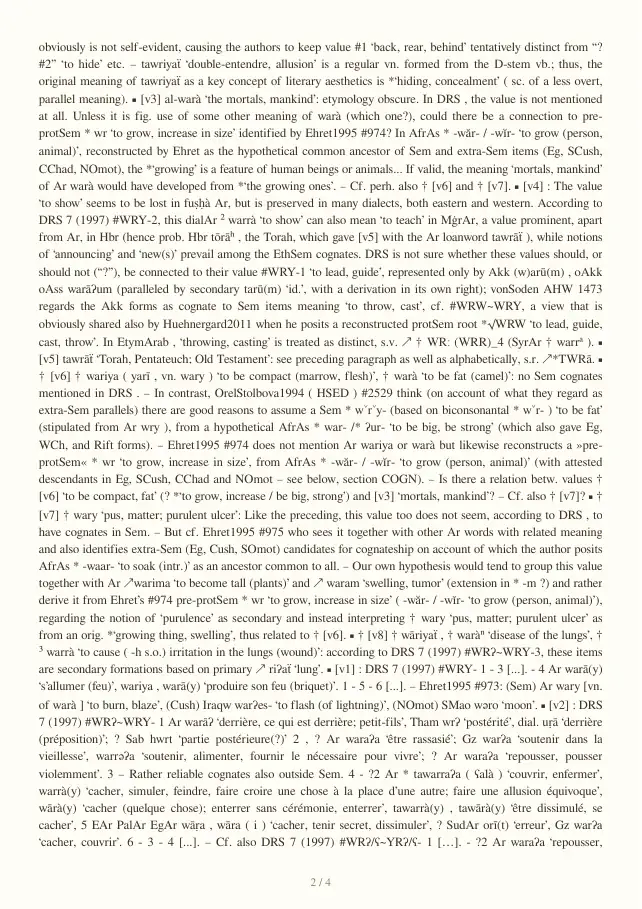 obviously is not self-evident, causing the authors to keep value #1 ‘back, rear, behind’ tentatively distinct from “?
#2” ‘to hide’ etc. – tawriyaẗ ‘double-entendre, allusion’ is a regular vn. formed from the D-stem vb.; thus, the
original meaning of tawriyaẗ as a key concept of literary aesthetics is *‘hiding, concealment’ ( sc. of a less overt,
parallel meaning). ▪ [v3] al-warà ‘the mortals, mankind’: etymology obscure. In DRS , the value is not mentioned
at all. Unless it is fig. use of some other meaning of warà (which one?), could there be a connection to pre-
protSem * wr ‘to grow, increase in size’ identified by Ehret1995 #974? In AfrAs * -wăr- / -wĭr- ‘to grow (person,
animal)’, reconstructed by Ehret as the hypothetical common ancestor of Sem and extra-Sem items (Eg, SCush,
CChad, NOmot), the *‘growing’ is a feature of human beings or animals... If valid, the meaning ‘mortals, mankind’
of Ar warà would have developed from *‘the growing ones’. – Cf. perh. also † [v6] and † [v7]. ▪ [v4] : The value
‘to show’ seems to be lost in fuṣḥà Ar, but is preserved in many dialects, both eastern and western. According to
DRS 7 (1997) #WRY-2, this dialAr ² warrà ‘to show’ can also mean ‘to teach’ in MġrAr, a value prominent, apart
from Ar, in Hbr (hence prob. Hbr tōrāʰ , the Torah, which gave [v5] with the Ar loanword tawrāẗ ), while notions
of ‘announcing’ and ‘new(s)’ prevail among the EthSem cognates. DRS is not sure whether these values should, or
should not (“?”), be connected to their value #WRY-1 ‘to lead, guide’, represented only by Akk (w)arū(m) , oAkk
oAss warāʔum (paralleled by secondary tarū(m) ‘id.’, with a derivation in its own right); vonSoden AHW 1473
regards the Akk forms as cognate to Sem items meaning ‘to throw, cast’, cf. #WRW~WRY, a view that is
obviously shared also by Huehnergard2011 when he posits a reconstructed protSem root *√WRW ‘to lead, guide,
cast, throw’. In EtymArab , ‘throwing, casting’ is treated as distinct, s.v. ↗ † WR: (WRR)_4 (SyrAr † warrᵃ ). ▪
[v5] tawrāẗ ‘Torah, Pentateuch; Old Testament’: see preceding paragraph as well as alphabetically, s.r. ↗*TWRā. ▪
† [v6] † wariya ( yarī , vn. wary ) ‘to be compact (marrow, flesh)’, † warà ‘to be fat (camel)’: no Sem cognates
mentioned in DRS . – In contrast, OrelStolbova1994 ( HSED ) #2529 think (on account of what they regard as
extra-Sem parallels) there are good reasons to assume a Sem * wˇrˇy- (based on biconsonantal * wˇr- ) ‘to be fat’
(stipulated from Ar wry ), from a hypothetical AfrAs * war- /* ʔur- ‘to be big, be strong’ (which also gave Eg,
WCh, and Rift forms). – Ehret1995 #974 does not mention Ar wariya or warà but likewise reconstructs a »pre-
protSem« * wr ‘to grow, increase in size’, from AfrAs * -wăr- / -wĭr- ‘to grow (person, animal)’ (with attested
descendants in Eg, SCush, CChad and NOmot – see below, section COGN). – Is there a relation betw. values †
[v6] ‘to be compact, fat’ (? *‘to grow, increase / be big, strong’) and [v3] ‘mortals, mankind’? – Cf. also † [v7]? ▪ †
[v7] † wary ‘pus, matter; purulent ulcer’: Like the preceding, this value too does not seem, according to DRS , to
have cognates in Sem. – But cf. Ehret1995 #975 who sees it together with other Ar words with related meaning
and also identifies extra-Sem (Eg, Cush, SOmot) candidates for cognateship on account of which the author posits
AfrAs * -waar- ‘to soak (intr.)’ as an ancestor common to all. – Our own hypothesis would tend to group this value
together with Ar ↗warima ‘to become tall (plants)’ and ↗ waram ‘swelling, tumor’ (extension in * -m ?) and rather
derive it from Ehret’s #974 pre-protSem * wr ‘to grow, increase in size’ ( -wăr- / -wĭr- ‘to grow (person, animal)’),
regarding the notion of ‘purulence’ as secondary and instead interpreting † wary ‘pus, matter; purulent ulcer’ as
from an orig. *‘growing thing, swelling’, thus related to † [v6]. ▪ † [v8] † wāriyaẗ , † waràⁿ ‘disease of the lungs’, †
³ warrà ‘to cause ( -h s.o.) irritation in the lungs (wound)’: according to DRS 7 (1997) #WRʔ~WRY-3, these items
are secondary formations based on primary ↗ riʔaẗ ‘lung’. ▪ [v1] : DRS 7 (1997) #WRY- 1 - 3 [...]. - 4 Ar warā(y)
‘s’allumer (feu)’, wariya , warā(y) ‘produire son feu (briquet)’. 1 - 5 - 6 [...]. – Ehret1995 #973: (Sem) Ar wary [vn.
of warà ] ‘to burn, blaze’, (Cush) Iraqw warʔes- ‘to flash (of lightning)’, (NOmot) SMao wəro ‘moon’. ▪ [v2] : DRS
7 (1997) #WRʔ~WRY- 1 Ar warāʔ ‘derrière, ce qui est derrière; petit-fils’, Tham wrʔ ‘postérité’, dial. uṛā ‘derrière
(préposition)’; ? Sab hwrt ‘partie postérieure(?)’ 2 , ? Ar waraʔa ‘être rassasié’; Gz warʔa ‘soutenir dans la
vieillesse’, warrəʔa ‘soutenir, alimenter, fournir le nécessaire pour vivre’; ? Ar waraʔa ‘repousser, pousser
violemment’. 3 – Rather reliable cognates also outside Sem. 4 - ?2 Ar * tawarraʔa ( ʕalà ) ‘couvrir, enfermer’,
warrà(y) ‘cacher, simuler, feindre, faire croire une chose à la place d’une autre; faire une allusion équivoque’,
wārà(y) ‘cacher (quelque chose); enterrer sans cérémonie, enterrer’, tawarrà(y) , tawārà(y) ‘être dissimulé, se
cacher’, 5 EAr PalAr EgAr wāṛa , wāra ( i ) ‘cacher, tenir secret, dissimuler’, ? SudAr orī(t) ‘erreur’, Gz warʔa
‘cacher, couvrir’. 6 - 3 - 4 [...]. – Cf. also DRS 7 (1997) #WRʔ/ʕ~YRʔ/ʕ- 1 […]. - ?2 Ar waraʔa ‘repousser,
2 / 4